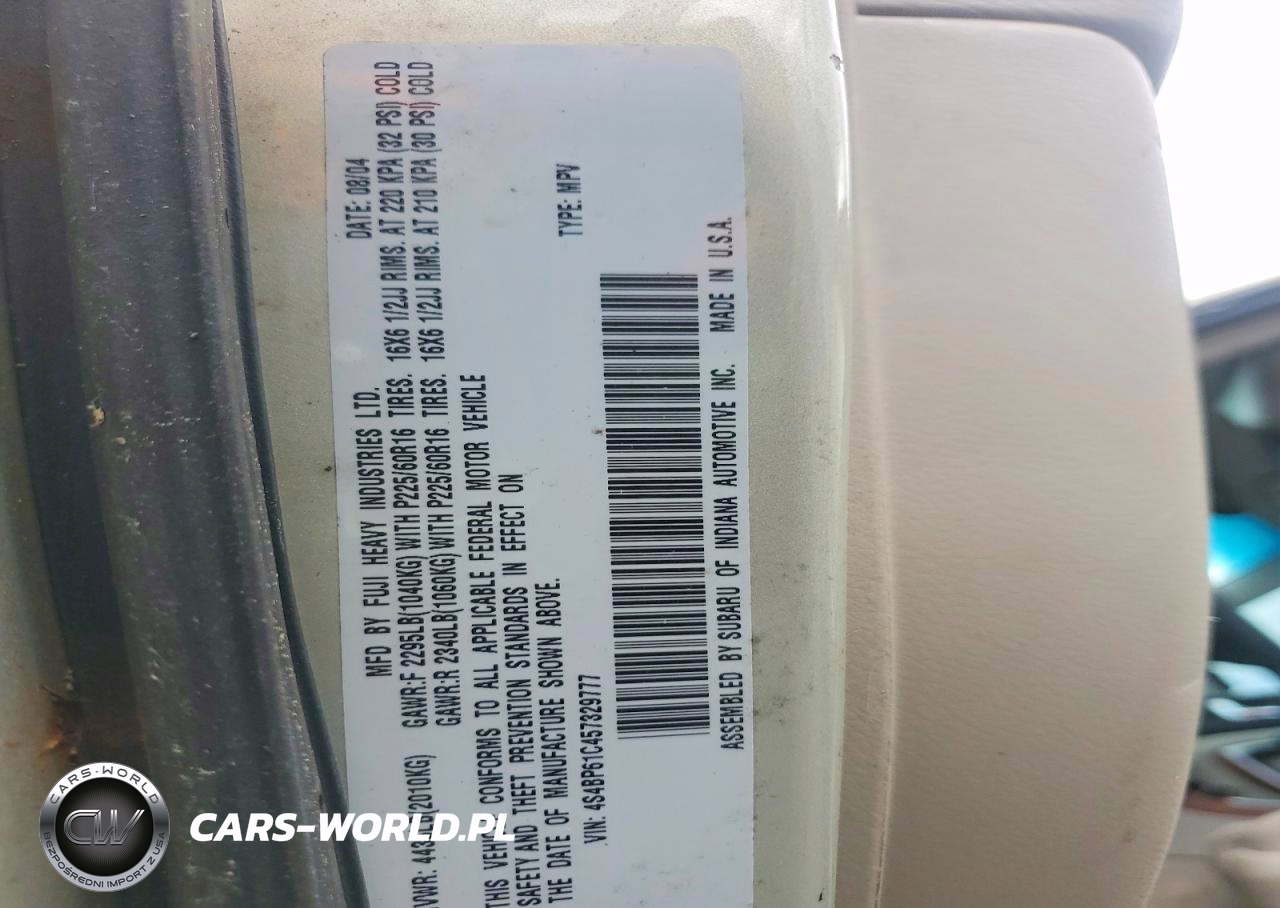 MFD BY FUJI HEAVY INDUSTRIES LTD. DATE: 08/04
GAWR:F 2295LB(1040KG) WITH P225/60R16 TIRES. 16X6 1/2JJ RIMS. AT 220 KPA (32 PSI) COLD
VWR: 443 (2010KG) GAWR:R 2340LB(1060KG) WITH P225/60R16 TIRES. 16X6 1/2JJ RIMS. AT 210 KPA (30 PSI) COLD
THIS CONFORMS TO ALL APPLICABLE FEDERAL MOTOR VEHICLE
SAFETY AND THEFT PREVENTION STANDARDS IN EFFECT ON
THE DATE OF MANUFACTURE SHOWN ABOVE.
VIN: 4S4BP61C457329777 TYPE: MPV
ASSEMBLED BY SUBARU OF INDIANA AUTOMOTIVE INC. MADE IN U.S.A.
CARS-WORLD
CW
BEZPOŚREDNI IMPORT Z USA
CARS-WORLD.PL